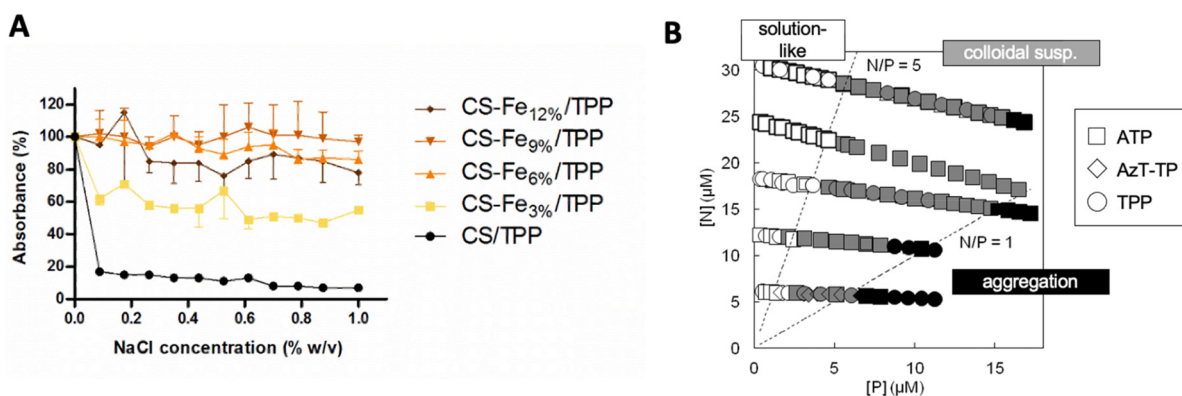 A
Absorbance (%)
120
100
80
60
40
20
0
0.0 0.2 0.4 0.6 0.8 1.0
NaCl concentration (% w/v)
CS-Fe12%/TPP
CS-Fe9%/TPP
CS-Fe6%/TPP
CS-Fe3%/TPP
CS/TPP
B
solution-
like
colloidal susp.
N/P = 5
N/P = 1
aggregation
[N] (µM)
30
25
20
15
10
5
0
0 5 10 15
[P] (µM)
ATP
AzT-TP
TPP